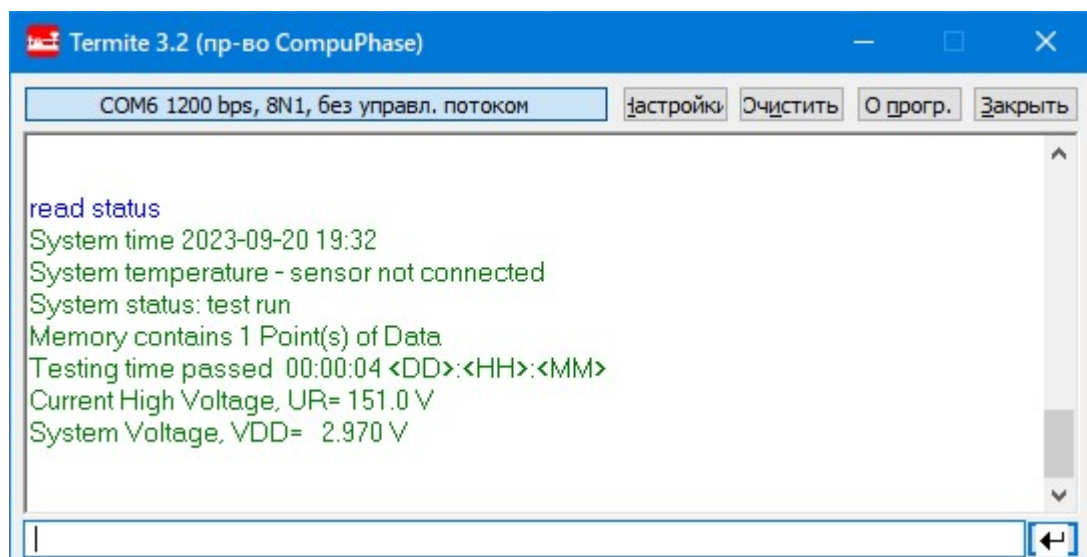 Termite 3.2 (пр-во CompuPhase)
COM6 1200 bps, 8N1, без управл. потоком Настройки Очистить О прогр. Закрыть
read status
System time 2023-09-20 19:32
System temperature - sensor not connected
System status: test run
Memory contains 1 Point(s) of Data
Testing time passed 00:00:04 <DD>:<HH>:<MM>
Current High Voltage, UR= 151.0 V
System Voltage, VDD= 2.970 V